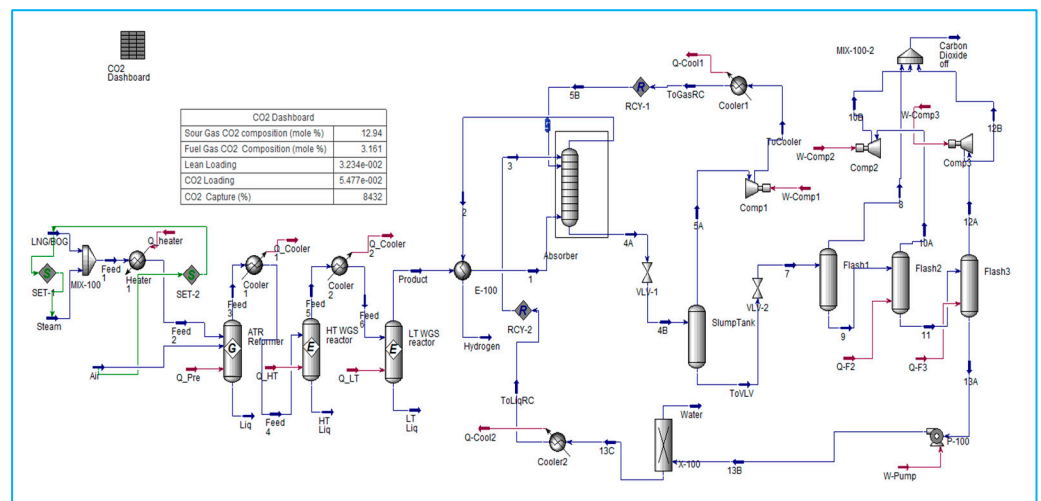 CO2
Dashboard
CO2 Dashboard
Sour Gas CO2 composition (mole %) 12.94
Fuel Gas CO2 Composition (mole %) 3.161
Lean Loading 3.234e-002
CO2 Loading 5.477e-002
CO2 Capture (%) 8432
LNG/BOG
SET-1
Steam
MIX-100
Feed
1
Q_heater
Heater
1
SET-2
Feed
2
Air
Q_Pre
Feed
3
Cooler
1
Q_Cooler
1
G
ATR
Reformer
Liq
Feed
4
Q_HT
Feed
5
Cooler
2
Q_Cooler
2
E
HT WGS
reactor
HT
Liq
Feed
6
Q_LT
E
LT WGS
reactor
LT
Liq
Product
E-100
Hydrogen
1
2
3
Absorber
RCY-2
R
ToLiqRC
Q-Cool1
5B
R
RCY-1
ToGasRC
Cooler1
ToCooler
4A
VLV-1
4B
5A
Comp1
W-Comp1
SlumpTank
ToVLV
VLV-2
7
Flash1
8
9
Q-F2
Flash2
10A
11
Q-F3
Flash3
12A
13A
MIX-100-2
Carbon
Dioxide
off
10B
W-Comp3
12B
W-Comp2
Comp2
Comp3
P-100
W-Pump
13B
X-100
Water
13C
Cooler2
Q-Cool2